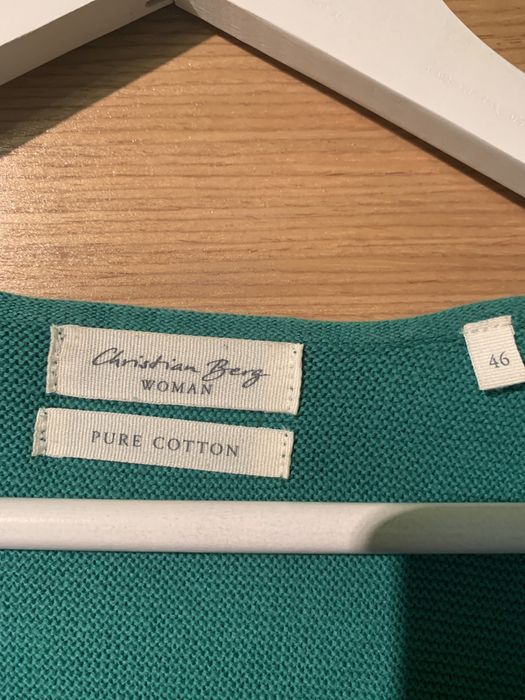 Christian Berg
WOMAN
46
PURE COTTON